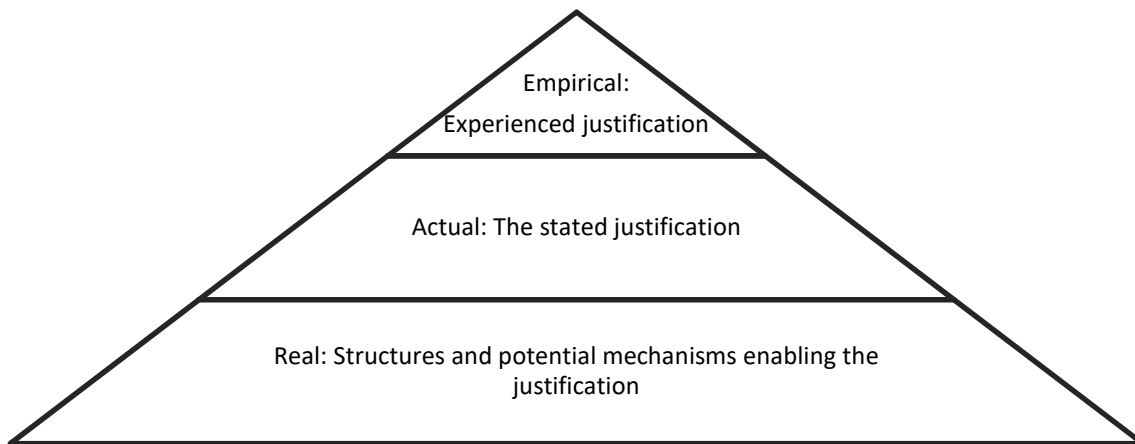 Empirical:
Experienced justification
Actual: The stated justification
Real: Structures and potential mechanisms enabling the
justification